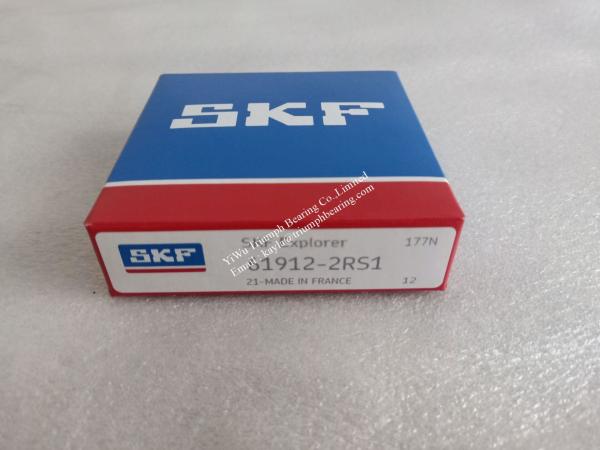 SKF
SKF Explorer 177N
SKF 61912-2RS1
21-MADE IN FRANCE 12
YiWu Triumph Bearing Co.,Limited
Email - kayla@triumphbearing.com